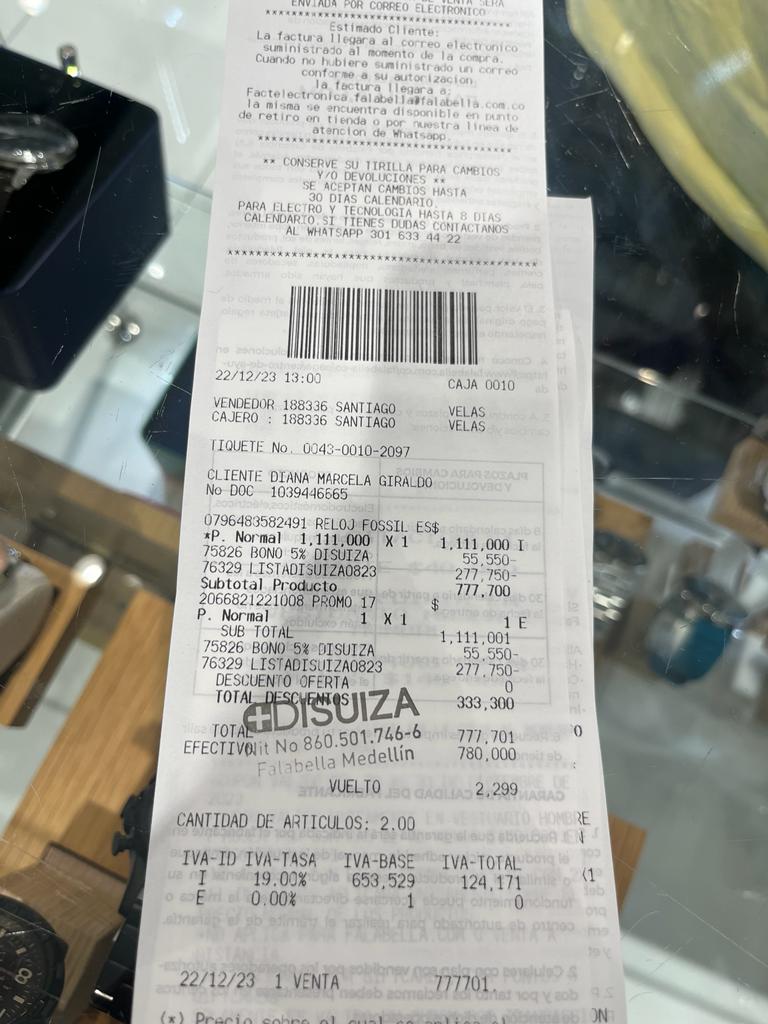 ENVIADA POR CORREO ELECTRONICO
************************************
Estimado Cliente:
La factura llegara al correo electronico
suministrado al momento de la compra.
Cuando no hubiere suministrado un correo
conforme a su autorizacion
la factura llegara a:
Factelectronica.falabella@falabella.com.co
la misma se encuentra disponible en punto
de retiro en tienda o por nuestra linea de
atencion de Whatsapp.
************************************
** CONSERVE SU TIRILLA PARA CAMBIOS
Y/O DEVOLUCIONES **
SE ACEPTAN CAMBIOS HASTA
30 DIAS CALENDARIO.
PARA ELECTRO Y TECNOLOGIA HASTA 8 DIAS
CALENDARIO.SI TIENES DUDAS CONTACTANOS
AL WHATSAPP 301 633 44 22
****************************************
22/12/23 13:00 CAJA 0010
VENDEDOR 188336 SANTIAGO VELAS
CAJERO : 188336 SANTIAGO VELAS
TIQUETE No. 0043-0010-2097
CLIENTE DIANA MARCELA GIRALDO
No DOC 1039446665
0796483582491 RELOJ FOSSIL ES$
*P. Normal 1,111,000 X 1 1,111,000 I
75826 BONO 5% DISUIZA 55,550-
76329 LISTADISUIZA0823 277,750-
Subtotal Producto 777,700
2066821221008 PROMO 17 $
P. Normal 1 X 1 1 E
SUB TOTAL 1,111,001
75826 BONO 5% DISUIZA 55,550-
76329 LISTADISUIZA0823 277,750-
DESCUENTO OFERTA 0
TOTAL DESCUENTOS 333,300
DISUIZA
TOTAL 777,701
Nit No 860.501.746-6
EFECTIVO 780,000
Falabella Medellín
VUELTO 2,299
CANTIDAD DE ARTICULOS: 2.00
IVA-ID IVA-TASA IVA-BASE IVA-TOTAL
I 19.00% 653,529 124,171
E 0.00% 1 0
22/12/23 1 VENTA 777701.
(*) Precio sobre el cual se aplica el